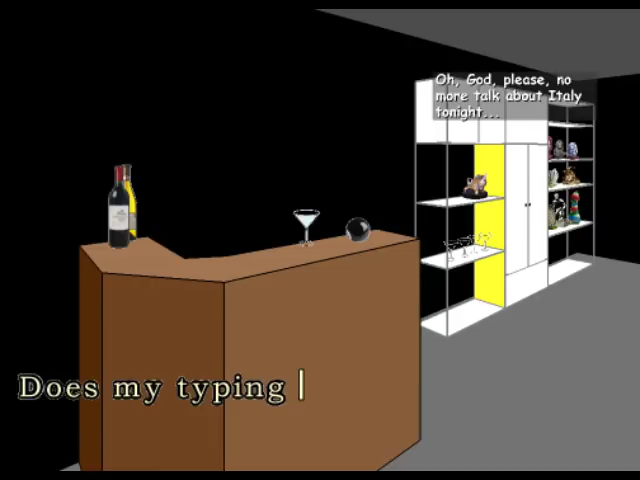 Oh, God, please, no
more talk about Italy
tonight...
Does my typing